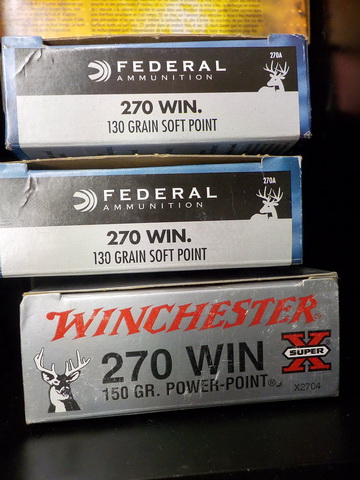 270A
FEDERAL
AMMUNITION
270 WIN.
130 GRAIN SOFT POINT
270A
FEDERAL
AMMUNITION
270 WIN.
130 GRAIN SOFT POINT
WINCHESTER
270 WIN
X
SUPER
150 GR. POWER-POINT®
X2704